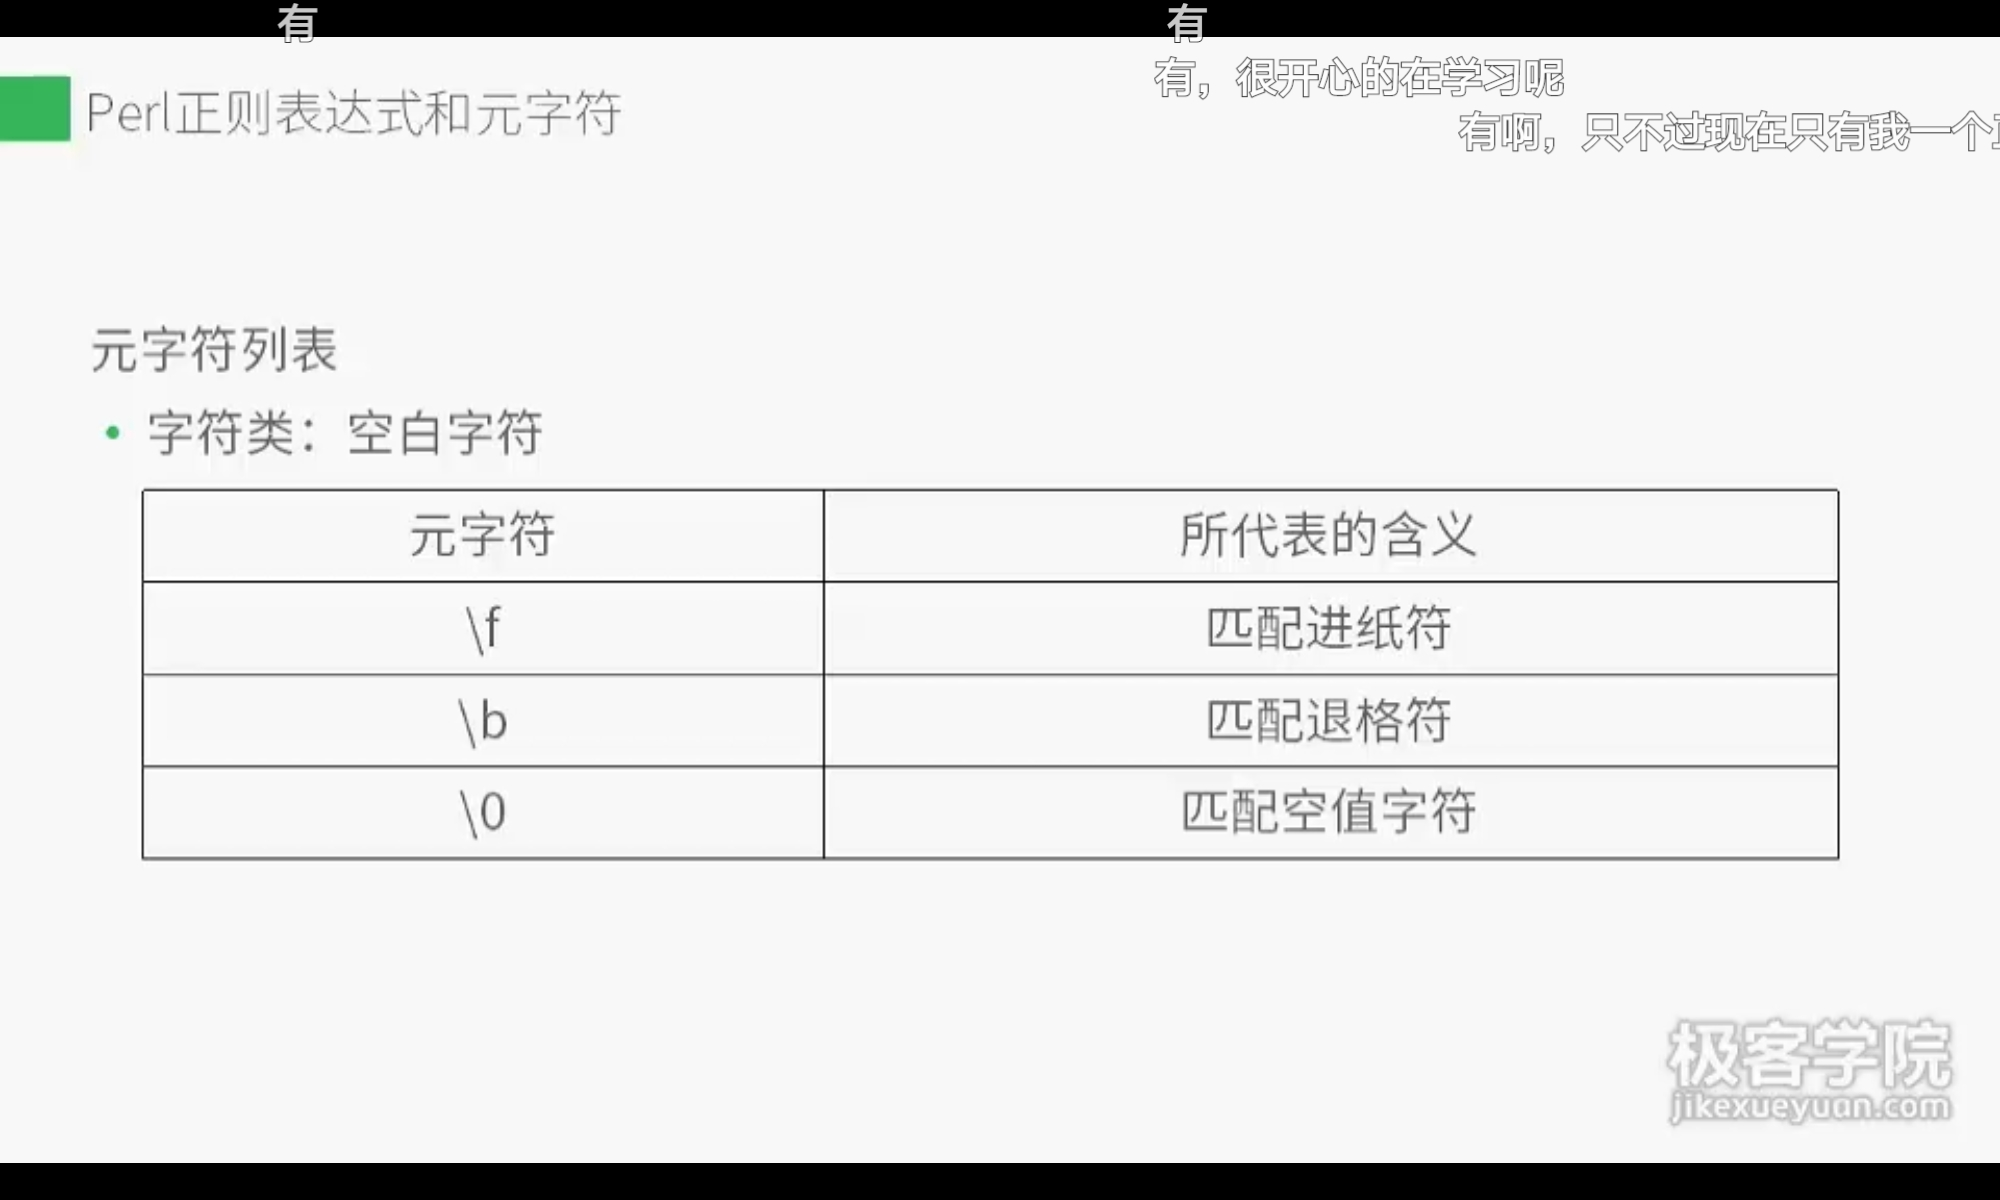 有 有
有，很开心的在学习呢
Perl正则表达式和元字符
有啊，只不过现在只有我一个
元字符列表
• 字符类：空白字符
元字符 所代表的含义
\f 匹配进纸符
\b 匹配退格符
\0 匹配空值字符
极客学院
jikexueyuan.com